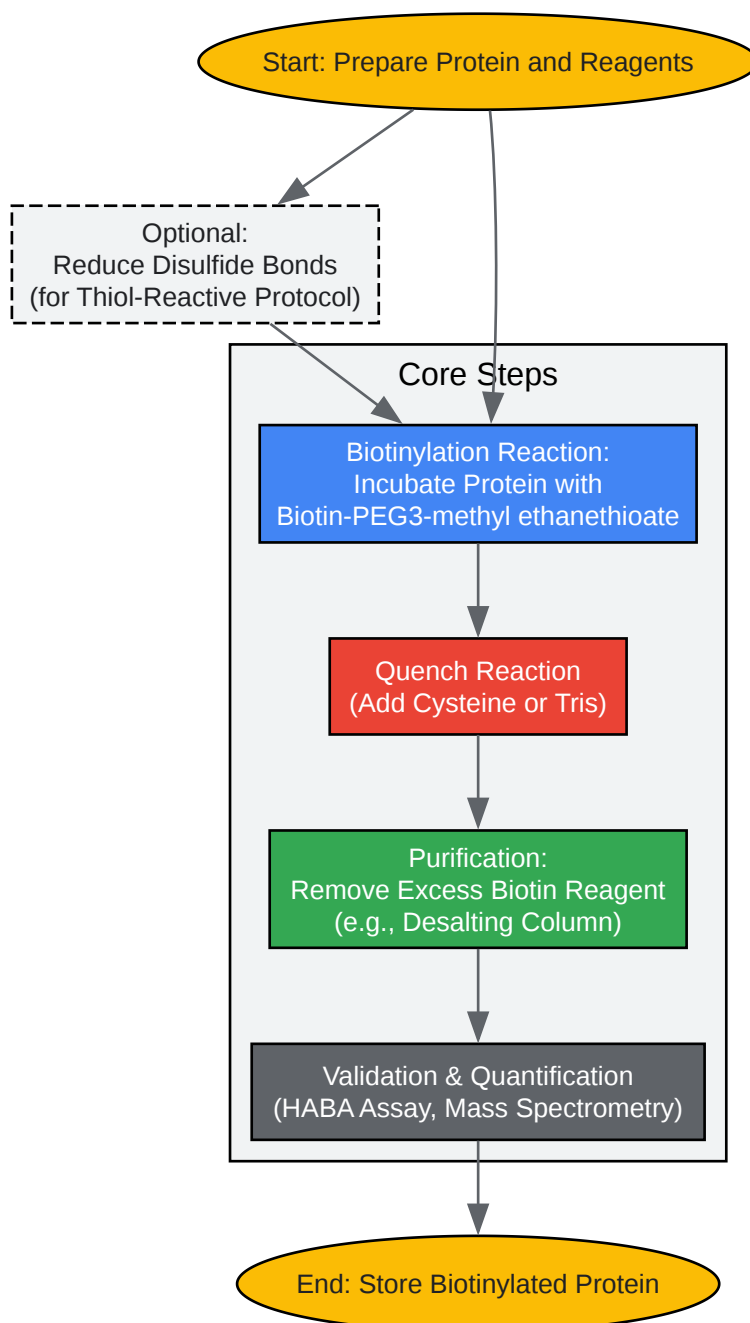 Start: Prepare Protein and Reagents
Optional:
Reduce Disulfide Bonds
(for Thiol-Reactive Protocol)
Core Steps
Biotinylation Reaction:
Incubate Protein with
Biotin-PEG3-methyl ethanethioate
Quench Reaction
(Add Cysteine or Tris)
Purification:
Remove Excess Biotin Reagent
(e.g., Desalting Column)
Validation & Quantification
(HABA Assay, Mass Spectrometry)
End: Store Biotinylated Protein